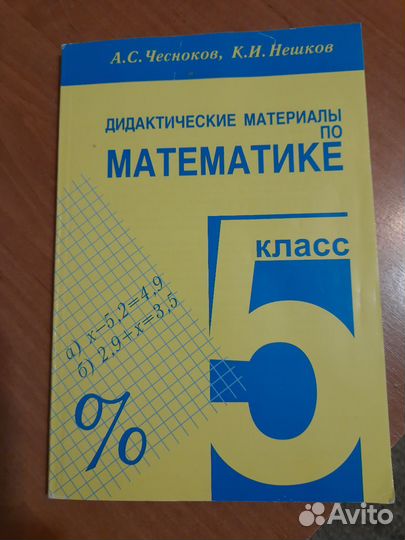 А.С. Чесноков, К.И. Нешков
ДИДАКТИЧЕСКИЕ МАТЕРИАЛЫ
ПО
МАТЕМАТИКЕ
5
класс
а) x−5,2=4,9
б) 2,9+x=3,5
%
Avito